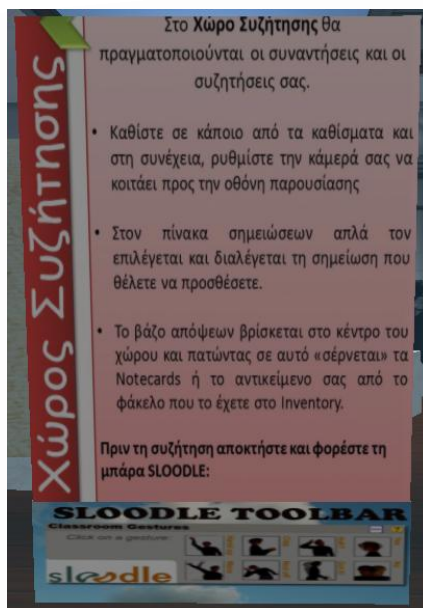 Χώρος Συζήτησης
Στο Χώρο Συζήτησης θα
πραγματοποιούνται οι συναντήσεις και οι
συζητήσεις σας.
• Καθίστε σε κάποιο από τα καθίσματα και
στη συνέχεια, ρυθμίστε την κάμερά σας να
κοιτάει προς την οθόνη παρουσίασης
• Στον πίνακα σημειώσεων απλά τον
επιλέγεται και διαλέγεται τη σημείωση που
θέλετε να προσθέσετε.
• Το βάζο απόψεων βρίσκεται στο κέντρο του
χώρου και πατώντας σε αυτό «σέρνεται» τα
Notecards ή το αντικείμενο σας από το
φάκελο που το έχετε στο Inventory.
Πριν τη συζήτηση αποκτήστε και φορέστε τη
μπάρα SLOODLE:
SLOODLE TOOLBAR
Classroom Gestures
Click on a gesture:
sloodle